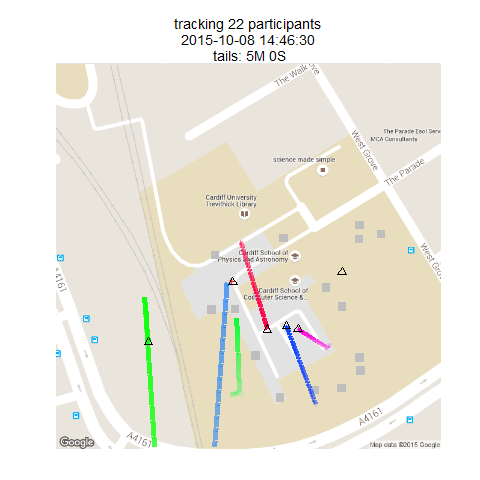 tracking 22 participants
2015-10-08 14:46:30
tails: 5M 0S
The Walk
The Parade Esol Serv
MCA Consultants
West Grove
science made simple
The Parade
Cardiff University
Trevithick Library
West Gro
Cardiff School of
Physics and Astronomy
A4161
Cardiff School of
Computer Science &...
A4161
A4161
Google
Map data ©2015 Google